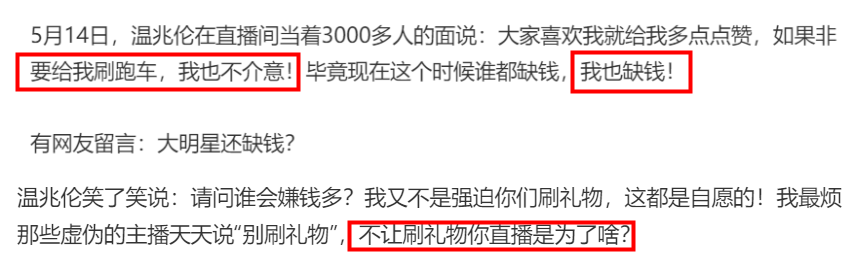 5月14日，温兆伦在直播间当着3000多人的面说：大家喜欢我就给我多点点赞，如果非
要给我刷跑车，我也不介意！毕竟现在这个时候谁都缺钱，我也缺钱！
有网友留言：大明星还缺钱？
温兆伦笑了笑说：请问谁会嫌钱多？我又不是强迫你们刷礼物，这都是自愿的！我最烦
那些虚伪的主播天天说“别刷礼物”，不让刷礼物你直播是为了啥？